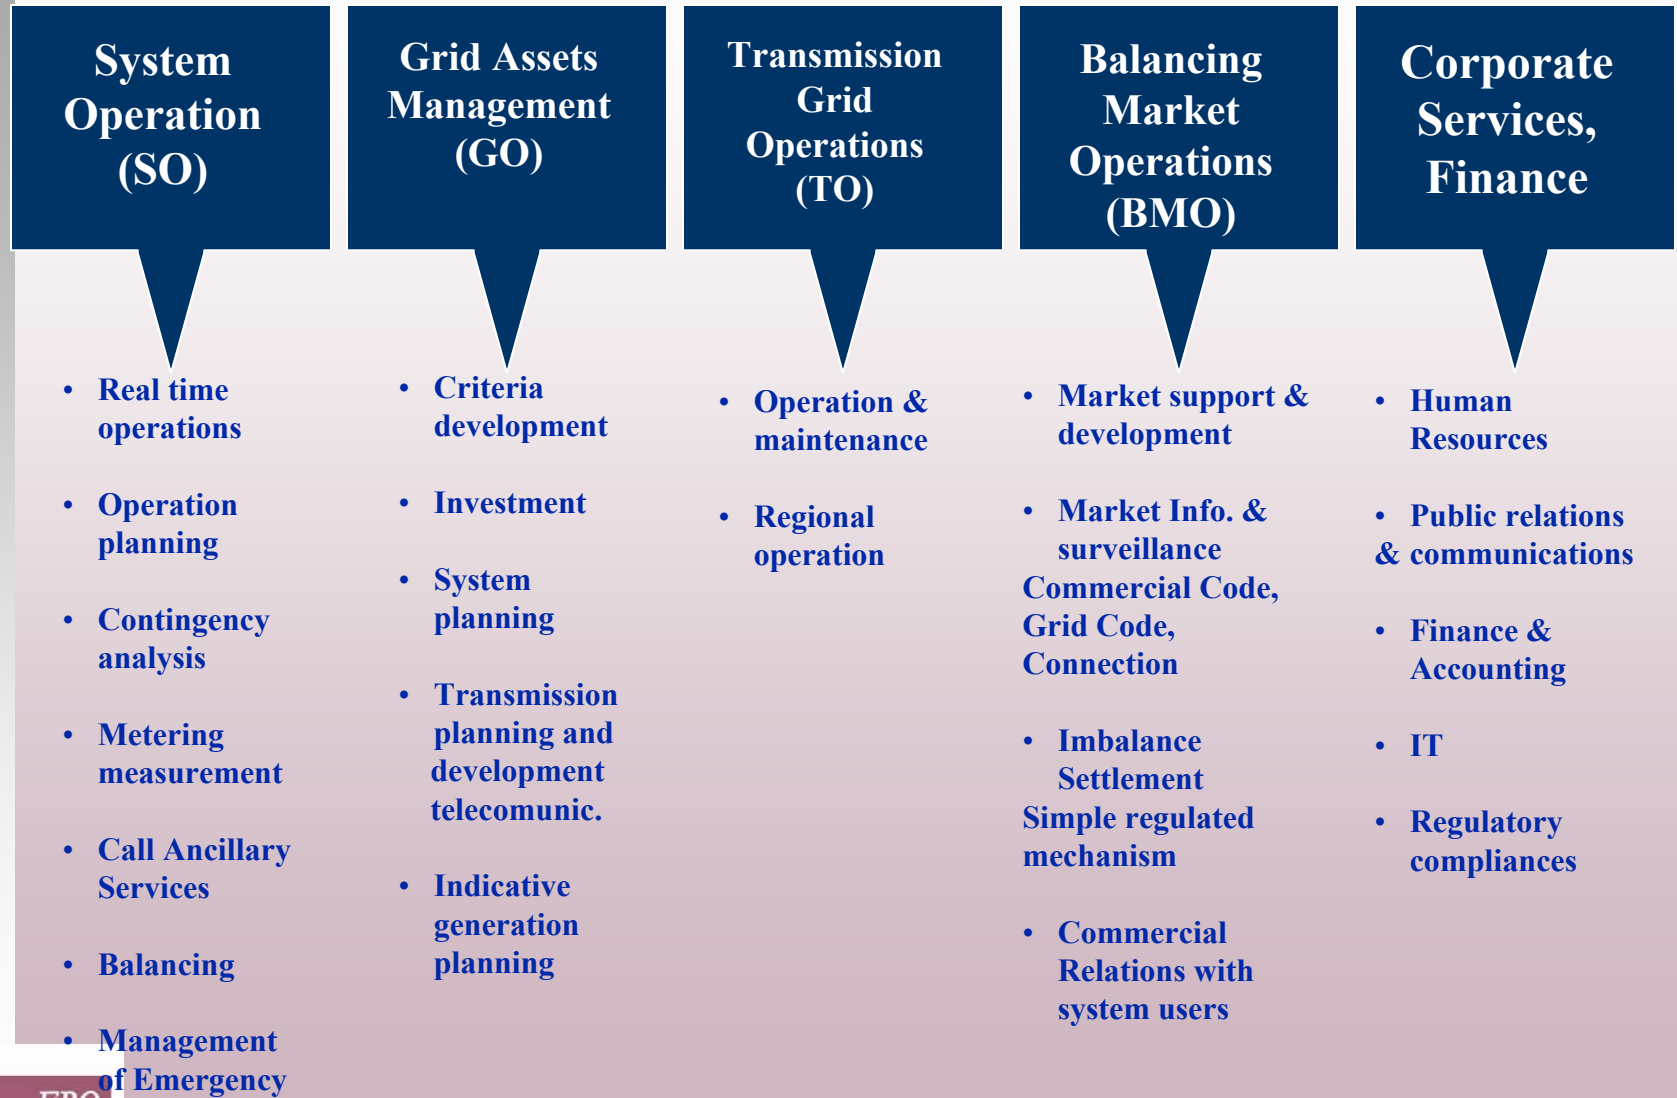 System
Operation
(SO)
Grid Assets
Management
(GO)
Transmission
Grid
Operations
(TO)
Balancing
Market
Operations
(BMO)
Corporate
Services,
Finance
• Real time
operations
• Operation
planning
• Contingency
analysis
• Metering
measurement
• Call Ancillary
Services
• Balancing
• Management
of Emergency
• Criteria
development
• Investment
• System
planning
• Transmission
planning and
development
telecomunic.
• Indicative
generation
planning
• Operation &
maintenance
• Regional
operation
• Market support &
development
• Market Info. &
surveillance
Commercial Code,
Grid Code,
Connection
• Imbalance
Settlement
Simple regulated
mechanism
• Commercial
Relations with
system users
• Human
Resources
• Public relations
& communications
• Finance &
Accounting
• IT
• Regulatory
compliances